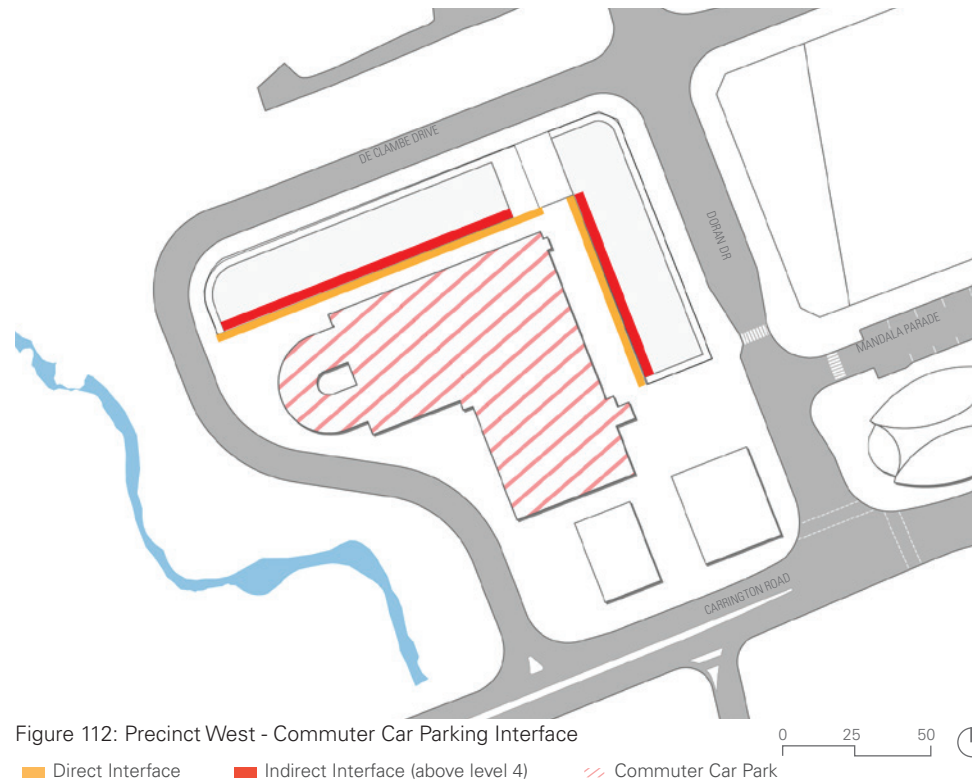 DE CLAMBE DRIVE
DORAN DR
MANDALA PARADE
CARRINGTON ROAD
Figure 112: Precinct West - Commuter Car Parking Interface
0 25 50
Direct Interface Indirect Interface (above level 4) Commuter Car Park